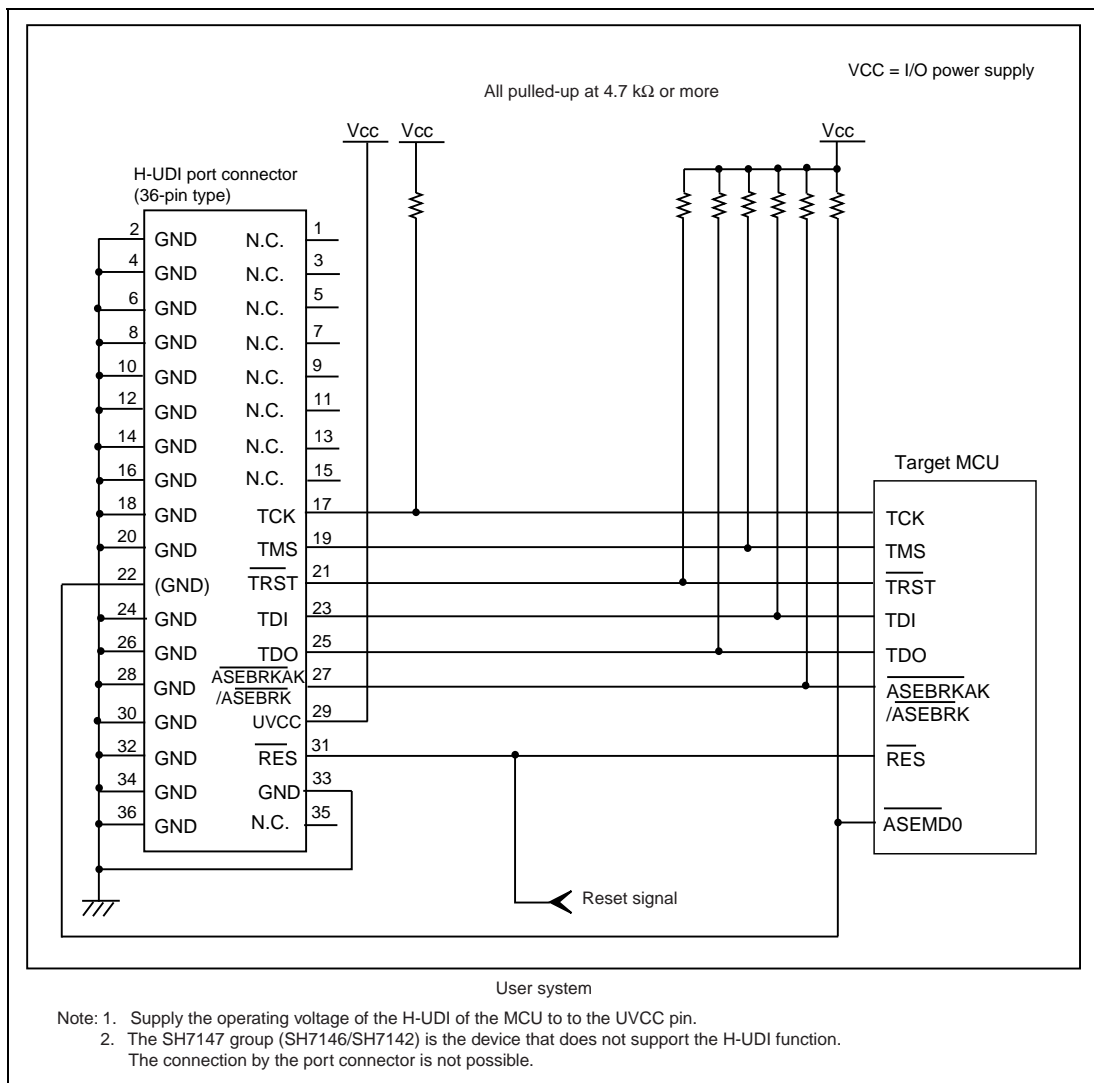 VCC = I/O power supply
All pulled-up at 4.7 kΩ or more
Vcc Vcc Vcc
H-UDI port connector
(36-pin type)
2 GND N.C. 1
4 GND N.C. 3
6 GND N.C. 5
8 GND N.C. 7
10 GND N.C. 9
12 GND N.C. 11
14 GND N.C. 13
16 GND N.C. 15
Target MCU
18 GND TCK 17 TCK
20 GND TMS 19 TMS
22 (GND) TRST 21 TRST
24 GND TDI 23 TDI
26 GND TDO 25 TDO
28 GND ASEBRKAK 27 ASEBRKAK
/ASEBRK /ASEBRK
30 GND UVCC 29
32 GND RES 31 RES
34 GND GND 33
36 GND N.C. 35 ASEMD0
Reset signal
User system
Note: 1. Supply the operating voltage of the H-UDI of the MCU to to the UVCC pin.
2. The SH7147 group (SH7146/SH7142) is the device that does not support the H-UDI function.
The connection by the port connector is not possible.